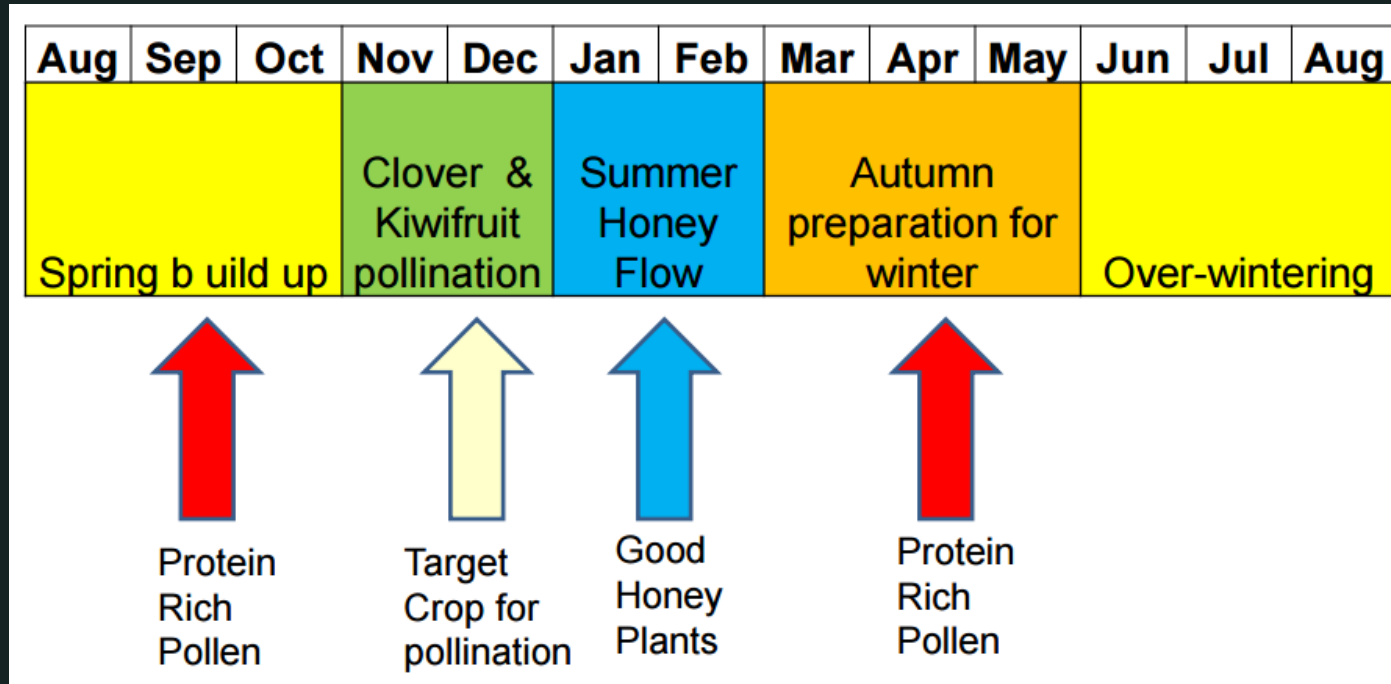 Aug Sep Oct Nov Dec Jan Feb Mar Apr May Jun Jul Aug
Spring b uild up
Clover &
Kiwifruit
pollination
Summer
Honey
Flow
Autumn
preparation for
winter
Over-wintering
Protein
Rich
Pollen
Target
Crop for
pollination
Good
Honey
Plants
Protein
Rich
Pollen